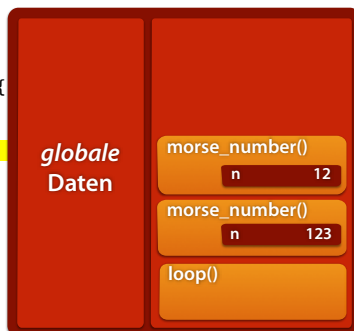 {
globale
Daten
morse_number()
n 12
morse_number()
n 123
loop()